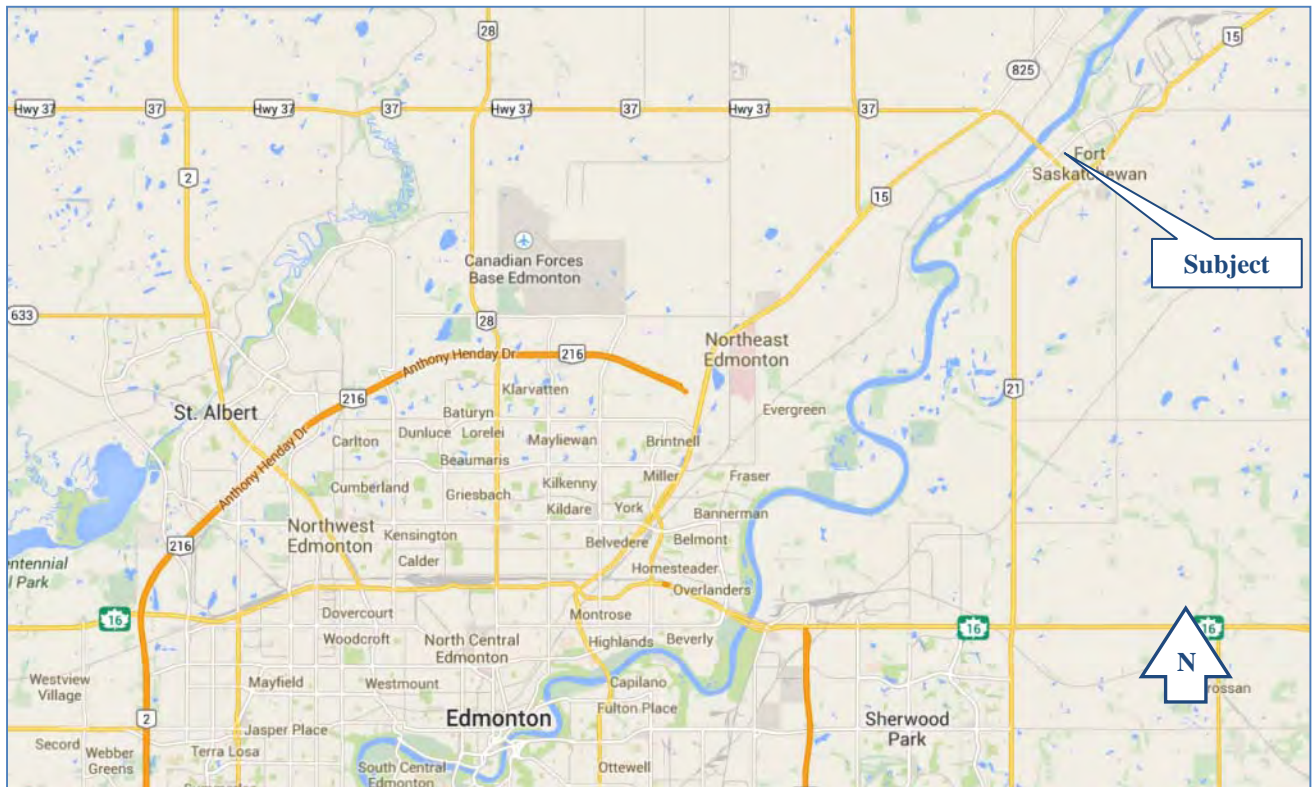 28
15
825
Hwy 37
37
Hwy 37
37
Hwy 37
37
Hwy 37
37
Fort
Saskatchewan
2
15
Subject
Canadian Forces
Base Edmonton
633
28
Northeast
Edmonton
Anthony Henday Dr
216
Klarvatten
21
216
St. Albert
Baturyn
Evergreen
Carlton
Dunluce
Lorelei
Mayliewan
Brintnell
Anthony Henday Dr
Beaumaris
Miller
Fraser
Cumberland
Griesbach
Kilkenny
Kildare
York
Bannerman
Northwest
Edmonton
Kensington
Belvedere
Belmont
216
Calder
Homesteader
entennial
l Park
Overlanders
16
Dovercourt
Montrose
16
16
Woodcroft
North Central
Edmonton
Highlands
Beverly
N
Westview
Village
Mayfield
Westmount
Capilano
rossan
Fulton Place
2
Edmonton
Sherwood
Park
Jasper Place
Secord
Webber
Greens
Terra Losa
South Central
Edmonton
Ottewell